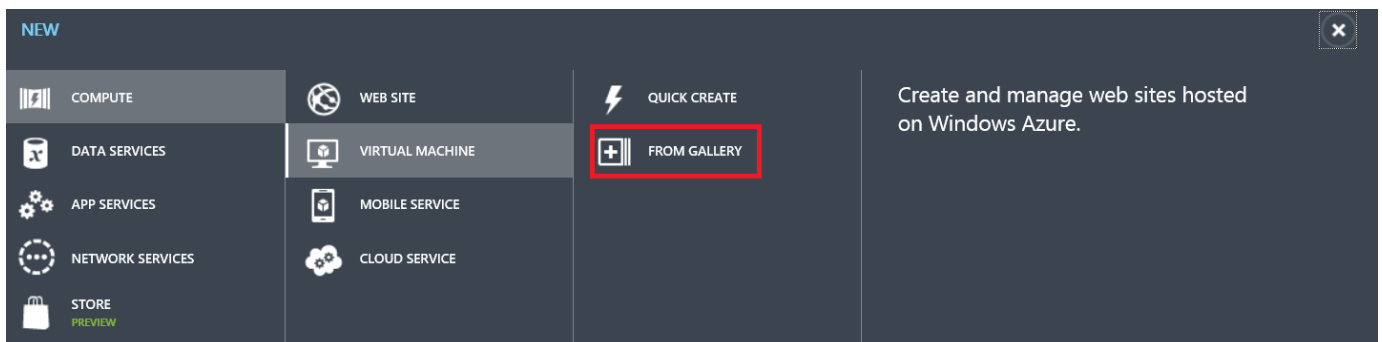 NEW
COMPUTE
DATA SERVICES
APP SERVICES
NETWORK SERVICES
STORE
PREVIEW
WEB SITE
VIRTUAL MACHINE
MOBILE SERVICE
CLOUD SERVICE
QUICK CREATE
FROM GALLERY
Create and manage web sites hosted
on Windows Azure.